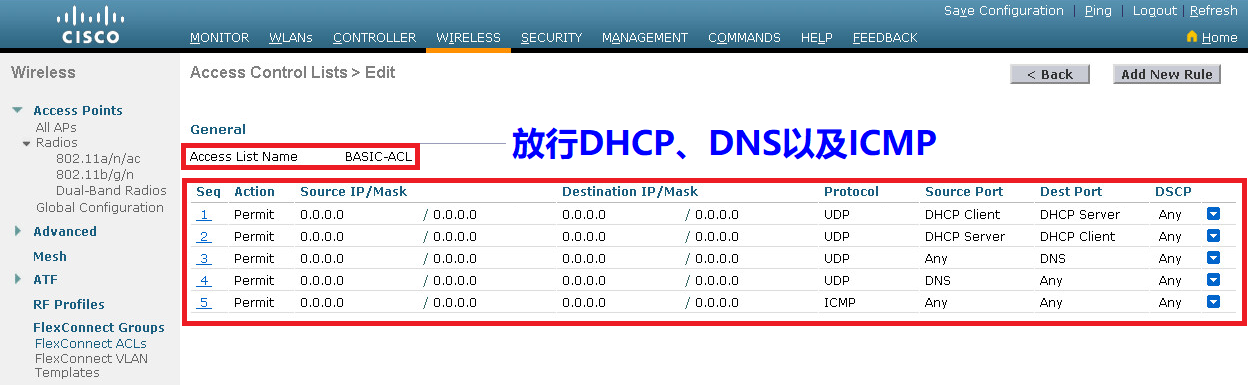 Save Configuration | Ping | Logout | Refresh
CISCO
MONITOR WLANs CONTROLLER WIRELESS SECURITY MANAGEMENT COMMANDS HELP FEEDBACK Home
Wireless
Access Points
All APs
Radios
802.11a/n/ac
802.11b/g/n
Dual-Band Radios
Global Configuration
Advanced
Mesh
ATF
RF Profiles
FlexConnect Groups
FlexConnect ACLs
FlexConnect VLAN
Templates
Access Control Lists > Edit
< Back Add New Rule
General
放行DHCP、DNS以及ICMP
Access List Name BASIC-ACL
Seq Action Source IP/Mask Destination IP/Mask Protocol Source Port Dest Port DSCP
1 Permit 0.0.0.0 / 0.0.0.0 0.0.0.0 / 0.0.0.0 UDP DHCP Client DHCP Server Any
2 Permit 0.0.0.0 / 0.0.0.0 0.0.0.0 / 0.0.0.0 UDP DHCP Server DHCP Client Any
3 Permit 0.0.0.0 / 0.0.0.0 0.0.0.0 / 0.0.0.0 UDP Any DNS Any
4 Permit 0.0.0.0 / 0.0.0.0 0.0.0.0 / 0.0.0.0 UDP DNS Any Any
5 Permit 0.0.0.0 / 0.0.0.0 0.0.0.0 / 0.0.0.0 ICMP Any Any Any